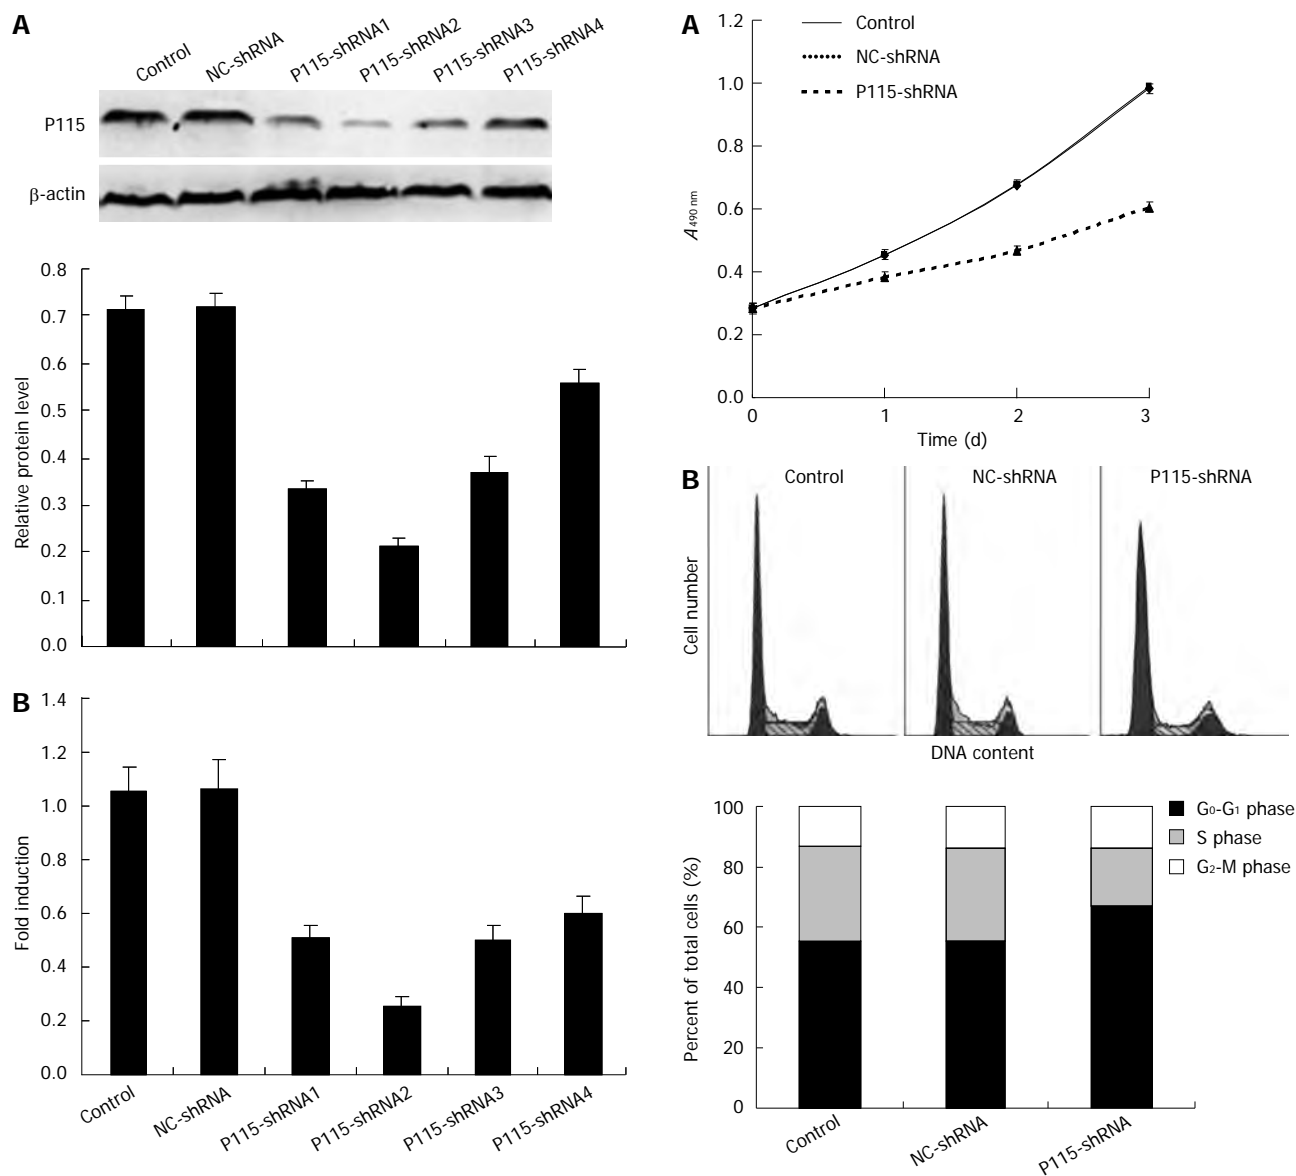 A
Control
NC-shRNA
P115-shRNA1
P115-shRNA2
P115-shRNA3
P115-shRNA4
P115
β-actin
0.8
0.7
0.6
0.5
0.4
0.3
0.2
0.1
0.0
Relative protein level
B
1.4
1.2
1.0
0.8
0.6
0.4
0.2
0.0
Fold induction
Control
NC-shRNA
P115-shRNA1
P115-shRNA2
P115-shRNA3
P115-shRNA4
A
1.2
1.0
0.8
0.6
0.4
0.2
0.0
A490 nm
Control
NC-shRNA
P115-shRNA
0 1 2 3
Time (d)
B
Control NC-shRNA P115-shRNA
Cell number
DNA content
100
80
60
40
20
0
Percent of total cells (%)
G0-G1 phase
S phase
G2-M phase
Control
NC-shRNA
P115-shRNA